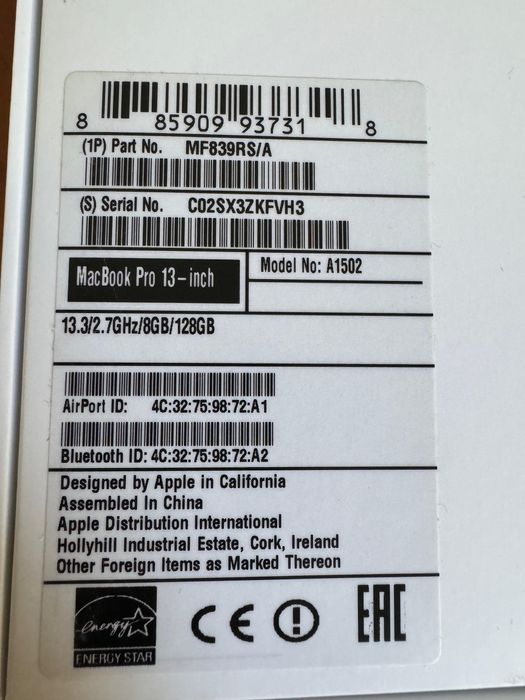 8 85909 93731 8
(1P) Part No. MF839RS/A
(S) Serial No. C02SX3ZKFVH3
MacBook Pro 13-inch
Model No: A1502
13.3/2.7GHz/8GB/128GB
AirPort ID: 4C:32:75:98:72:A1
Bluetooth ID: 4C:32:75:98:72:A2
Designed by Apple in California
Assembled In China
Apple Distribution International
Hollyhill Industrial Estate, Cork, Ireland
Other Foreign Items as Marked Thereon
energy
ENERGY STAR
CE
EAC